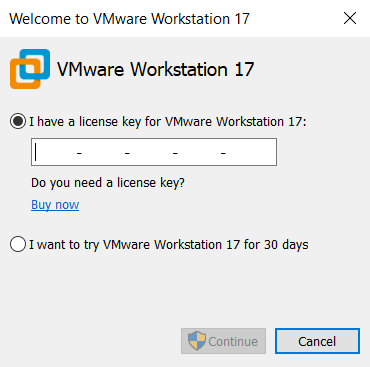 Welcome to VMware Workstation 17
VMware Workstation 17
I have a license key for VMware Workstation 17:
- - - -
Do you need a license key?
Buy now
I want to try VMware Workstation 17 for 30 days
Continue Cancel